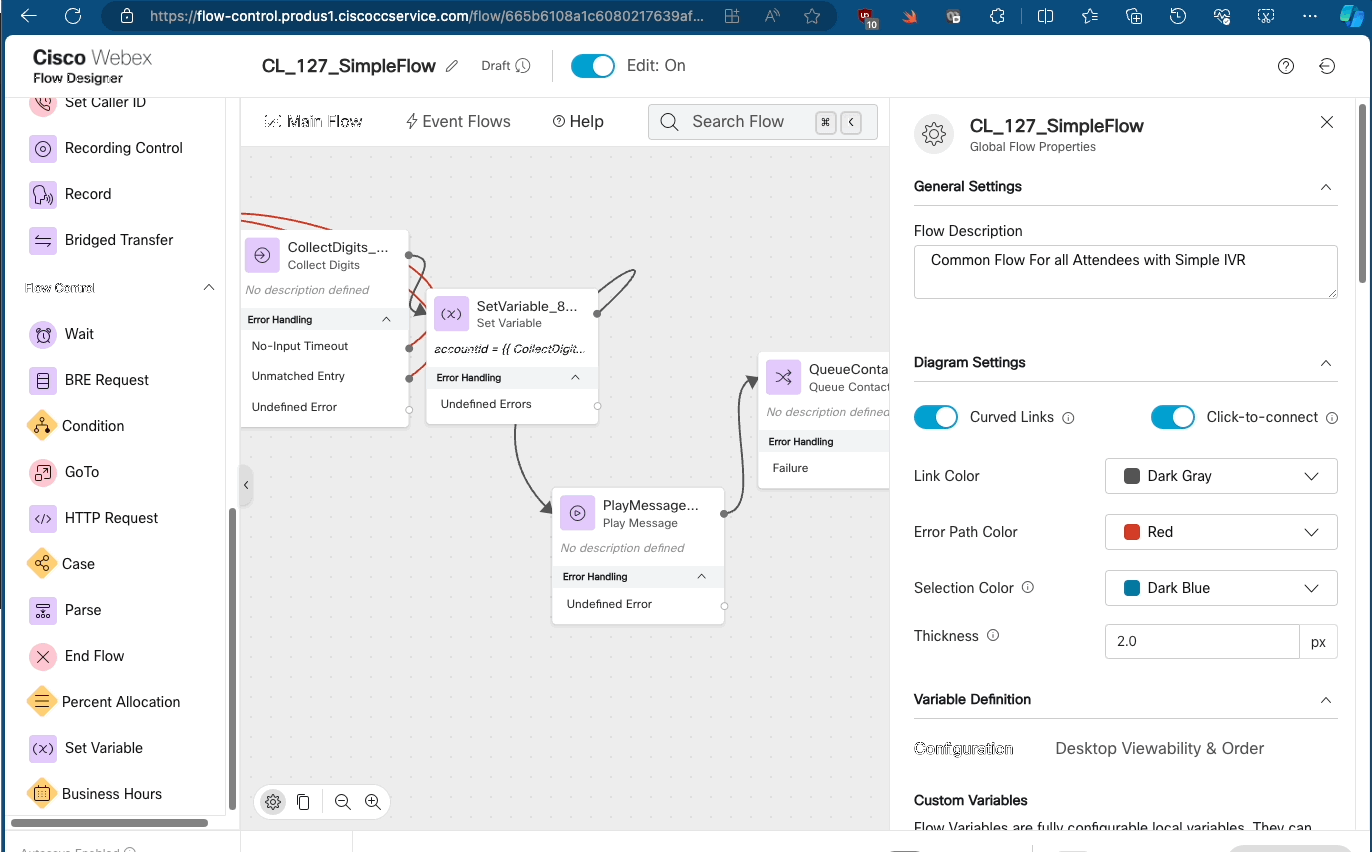 https://flow-control.produs1.ciscoccservice.com/flow/665b6108a1c6080217639af...
10
Cisco Webex
Flow Designer
CL_127_SimpleFlow
Draft
Edit: On
Set Caller ID
Recording Control
Record
Bridged Transfer
Flow Control
Wait
BRE Request
Condition
GoTo
HTTP Request
Case
Parse
End Flow
Percent Allocation
Set Variable
Business Hours
Autosave Enabled
Main Flow
Event Flows
Help
Search Flow
⌘
<
CollectDigits_...
Collect Digits
No description defined
Error Handling
No-Input Timeout
Unmatched Entry
Undefined Error
(x)
SetVariable_8...
Set Variable
accountId = {{ CollectDigit...
Error Handling
Undefined Errors
PlayMessage...
Play Message
No description defined
Error Handling
Undefined Error
QueueConta
Queue Contact
No description defined
Error Handling
Failure
CL_127_SimpleFlow
Global Flow Properties
General Settings
Flow Description
Common Flow For all Attendees with Simple IVR
Diagram Settings
Curved Links
Click-to-connect
Link Color
Dark Gray
Error Path Color
Red
Selection Color
Dark Blue
Thickness
2.0
px
Variable Definition
Configuration
Desktop Viewability & Order
Custom Variables
Flow Variables are fully configurable local variables. They can